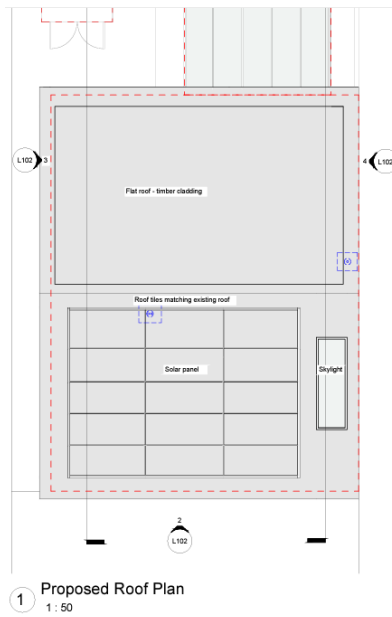 L102
3
4
L102
Flat roof - timber cladding
Roof tiles matching existing roof
Solar panel
Skylight
2
L102
1
Proposed Roof Plan
1 : 50